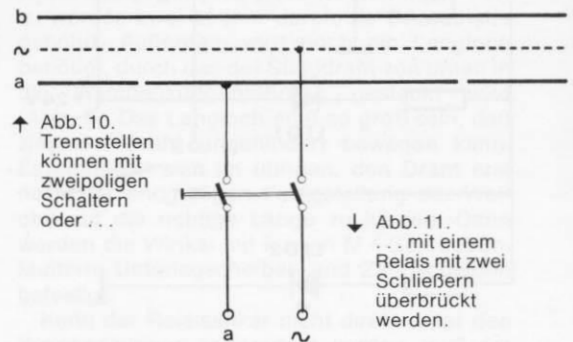 b
~
a
↑ Abb. 10.
Trennstellen
können mit
zweipoligen
Schaltern
oder . . .
↓ Abb. 11.
. . . mit einem
Relais mit zwei
Schließern
überbrückt
werden.
a
~